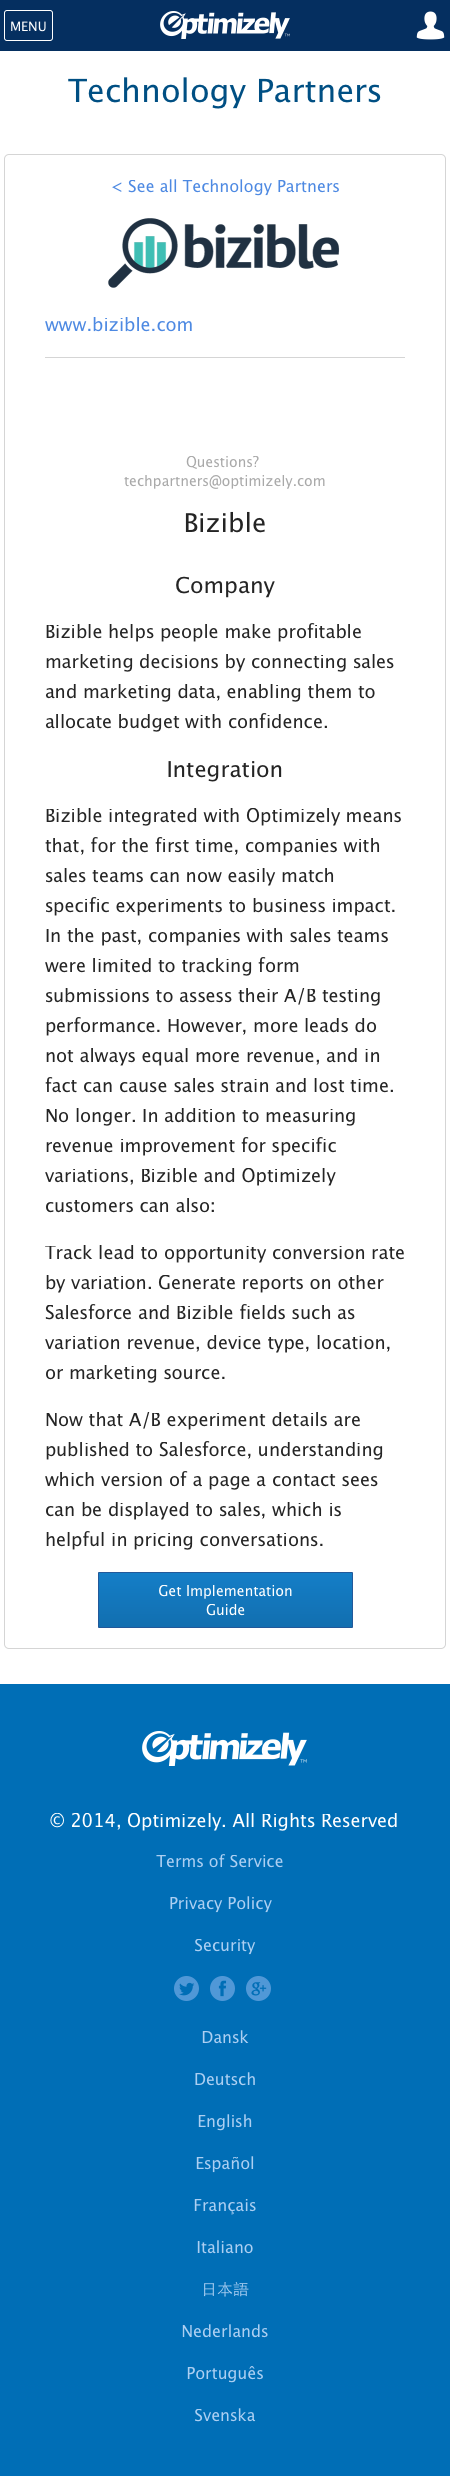 MENU
Optimizely
Technology Partners
< See all Technology Partners
bizible
www.bizible.com
Questions?
techpartners@optimizely.com
Bizible
Company
Bizible helps people make profitable
marketing decisions by connecting sales
and marketing data, enabling them to
allocate budget with confidence.
Integration
Bizible integrated with Optimizely means
that, for the first time, companies with
sales teams can now easily match
specific experiments to business impact.
In the past, companies with sales teams
were limited to tracking form
submissions to assess their A/B testing
performance. However, more leads do
not always equal more revenue, and in
fact can cause sales strain and lost time.
No longer. In addition to measuring
revenue improvement for specific
variations, Bizible and Optimizely
customers can also:
Track lead to opportunity conversion rate
by variation. Generate reports on other
Salesforce and Bizible fields such as
variation revenue, device type, location,
or marketing source.
Now that A/B experiment details are
published to Salesforce, understanding
which version of a page a contact sees
can be displayed to sales, which is
helpful in pricing conversations.
Get Implementation
Guide
Optimizely™
© 2014, Optimizely. All Rights Reserved
Terms of Service
Privacy Policy
Security
Dansk
Deutsch
English
Español
Français
Italiano
日本語
Nederlands
Português
Svenska